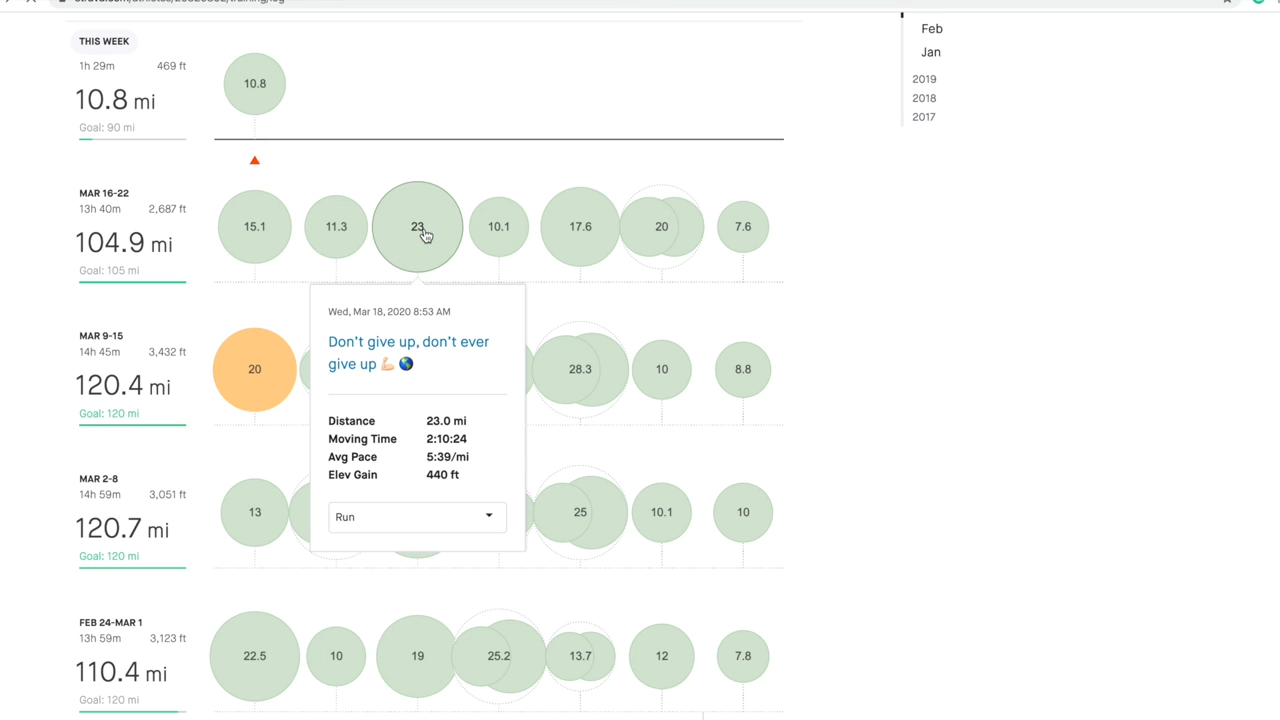 Feb
Jan
2019
2018
2017
THIS WEEK
1h 29m 469 ft
10.8 mi
Goal: 90 mi
10.8
MAR 16-22
13h 40m 2,687 ft
104.9 mi
Goal: 105 mi
15.1 11.3 23 10.1 17.6 20 7.6
Wed, Mar 18, 2020 8:53 AM
Don't give up, don't ever
give up 💪🏻 🌎
Distance 23.0 mi
Moving Time 2:10:24
Avg Pace 5:39/mi
Elev Gain 440 ft
Run
MAR 9-15
14h 45m 3,432 ft
120.4 mi
Goal: 120 mi
20 28.3 10 8.8
MAR 2-8
14h 59m 3,051 ft
120.7 mi
Goal: 120 mi
13 25 10.1 10
FEB 24-MAR 1
13h 59m 3,123 ft
110.4 mi
Goal: 120 mi
22.5 10 19 25.2 13.7 12 7.8